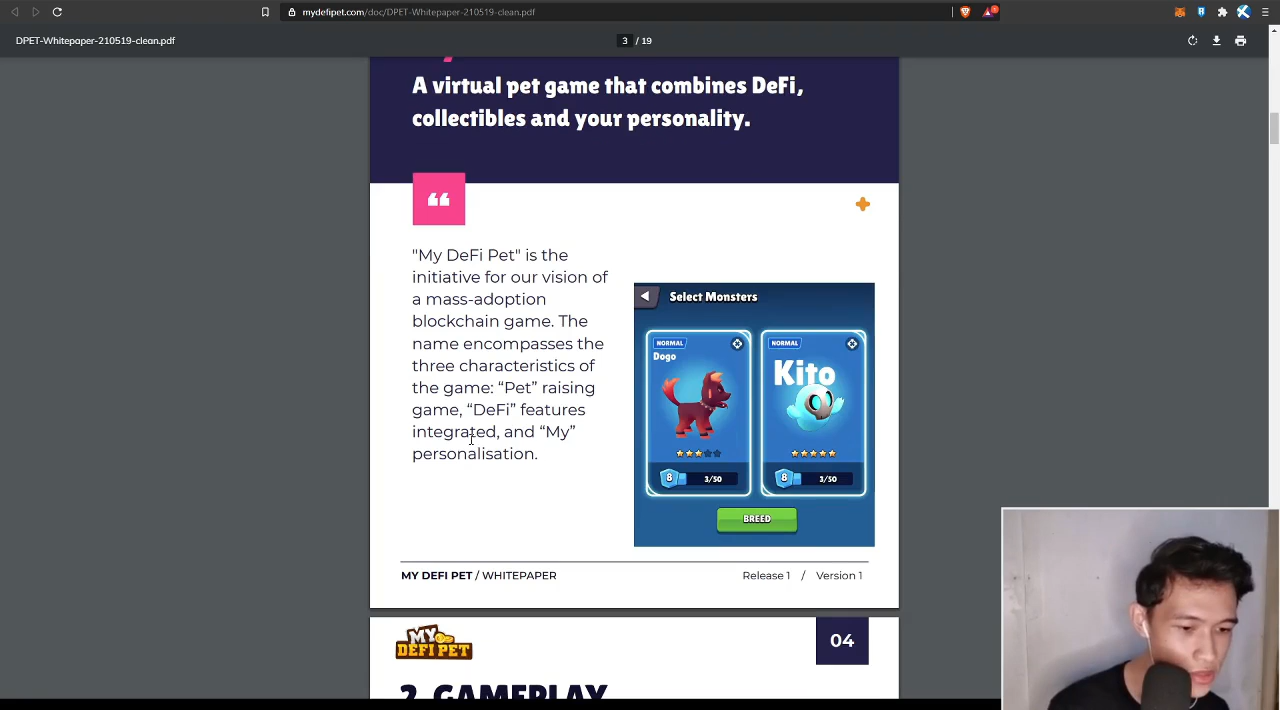 mydefipet.com/doc/DPET-Whitepaper-210519-clean.pdf
DPET-Whitepaper-210519-clean.pdf
3 / 19
A virtual pet game that combines DeFi,
collectibles and your personality.
"My DeFi Pet" is the
initiative for our vision of
a mass-adoption
blockchain game. The
name encompasses the
three characteristics of
the game: “Pet” raising
game, “DeFi” features
integrated, and “My”
personalisation.
Select Monsters
NORMAL
Dogo
8
3/50
NORMAL
Kito
8
3/50
BREED
MY DEFI PET / WHITEPAPER
Release 1 / Version 1
MY
DEFI PET
04
2. GAMEPLAY